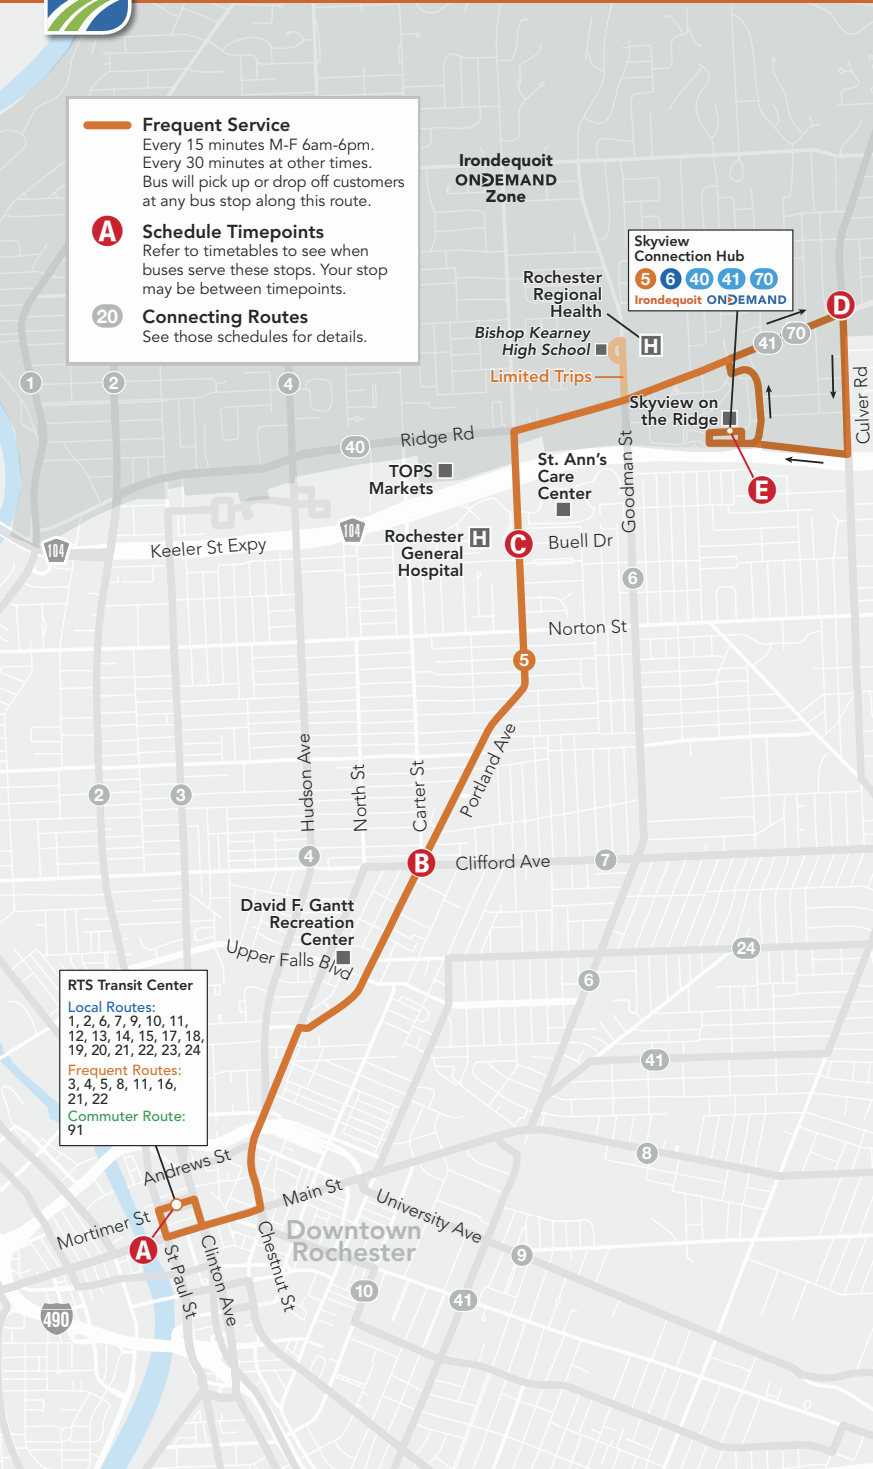 Frequent Service
Every 15 minutes M-F 6am-6pm.
Every 30 minutes at other times.
Bus will pick up or drop off customers
at any bus stop along this route.
A
Schedule Timepoints
Refer to timetables to see when
buses serve these stops. Your stop
may be between timepoints.
20
Connecting Routes
See those schedules for details.
Irondequoit
ONDEMAND
Zone
Skyview
Connection Hub
5 6 40 41 70
Irondequoit ONDEMAND
Rochester
Regional
Health
H
Bishop Kearney
High School
Limited Trips
D
70
41
Culver Rd
1
2
4
Skyview on
the Ridge
E
40
Ridge Rd
TOPS
Markets
St. Ann's
Care
Center
Goodman St
104
104
Keeler St Expy
Rochester
General
Hospital
H
C
Buell Dr
6
Norton St
5
Portland Ave
Hudson Ave
North St
Carter St
2
3
4
B
Clifford Ave
7
David F. Gantt
Recreation
Center
Upper Falls Blvd
24
6
41
8
RTS Transit Center
Local Routes:
1, 2, 6, 7, 9, 10, 11,
12, 13, 14, 15, 17, 18,
19, 20, 21, 22, 23, 24
Frequent Routes:
3, 4, 5, 8, 11, 16,
21, 22
Commuter Route:
91
Andrews St
Mortimer St
A
St Paul St
Clinton Ave
Chestnut St
Main St
University Ave
Downtown
Rochester
9
10
41
490